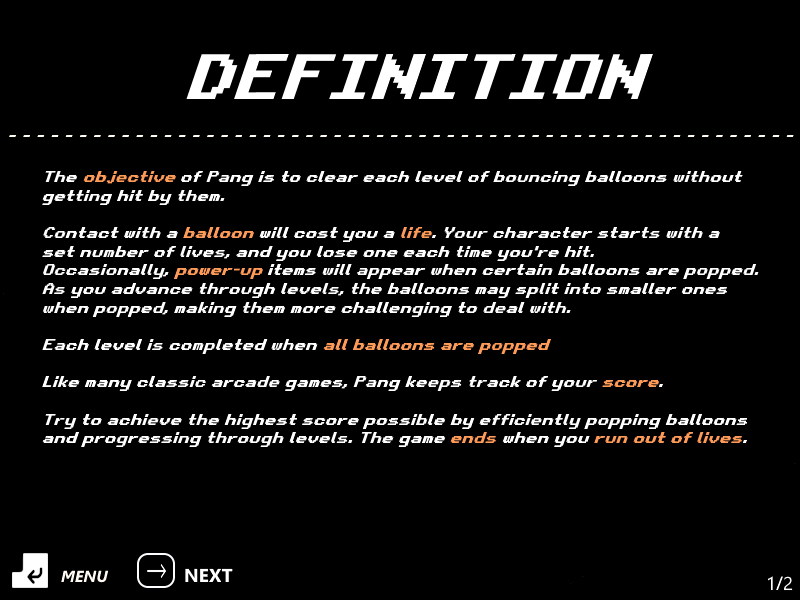 DEFINITION
The objective of Pang is to clear each level of bouncing balloons without
getting hit by them.
Contact with a balloon will cost you a life. Your character starts with a
set number of lives, and you lose one each time you're hit.
Occasionally, power-up items will appear when certain balloons are popped.
As you advance through levels, the balloons may split into smaller ones
when popped, making them more challenging to deal with.
Each level is completed when all balloons are popped
Like many classic arcade games, Pang keeps track of your score.
Try to achieve the highest score possible by efficiently popping balloons
and progressing through levels. The game ends when you run out of lives.
MENU NEXT
1/2